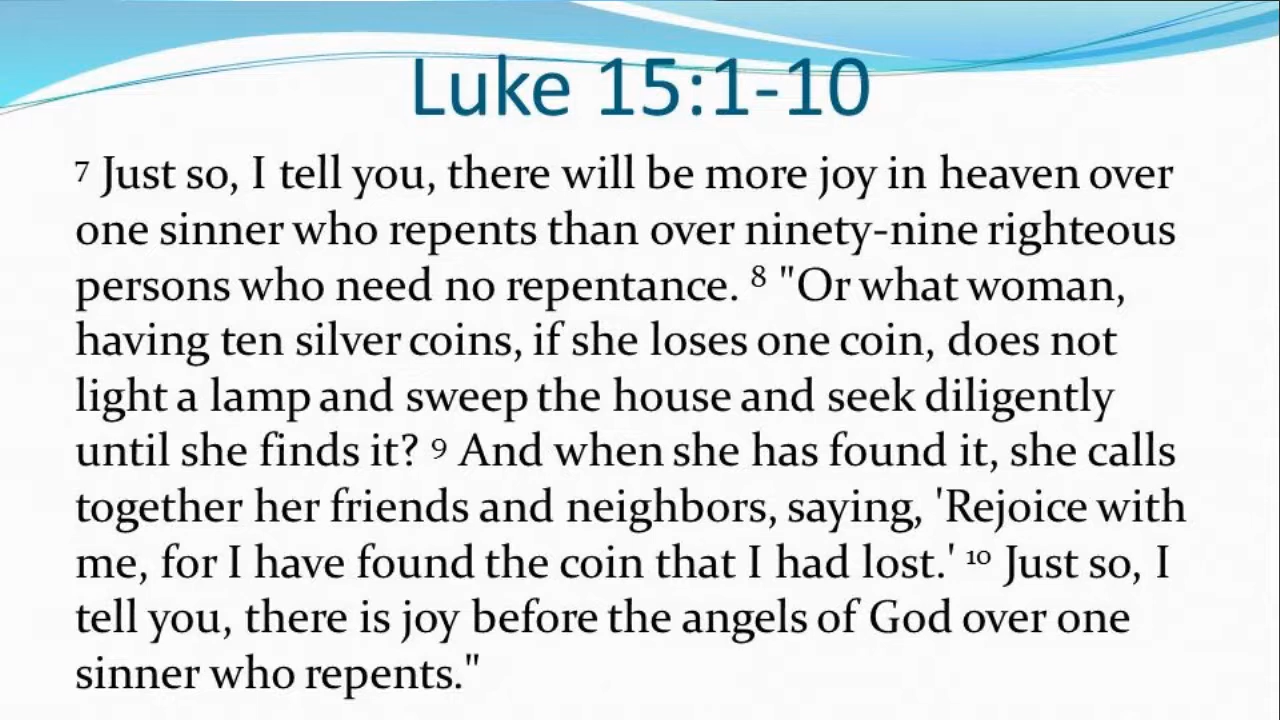 Luke 15:1-10
7 Just so, I tell you, there will be more joy in heaven over
one sinner who repents than over ninety-nine righteous
persons who need no repentance. 8 "Or what woman,
having ten silver coins, if she loses one coin, does not
light a lamp and sweep the house and seek diligently
until she finds it? 9 And when she has found it, she calls
together her friends and neighbors, saying, 'Rejoice with
me, for I have found the coin that I had lost.' 10 Just so, I
tell you, there is joy before the angels of God over one
sinner who repents."